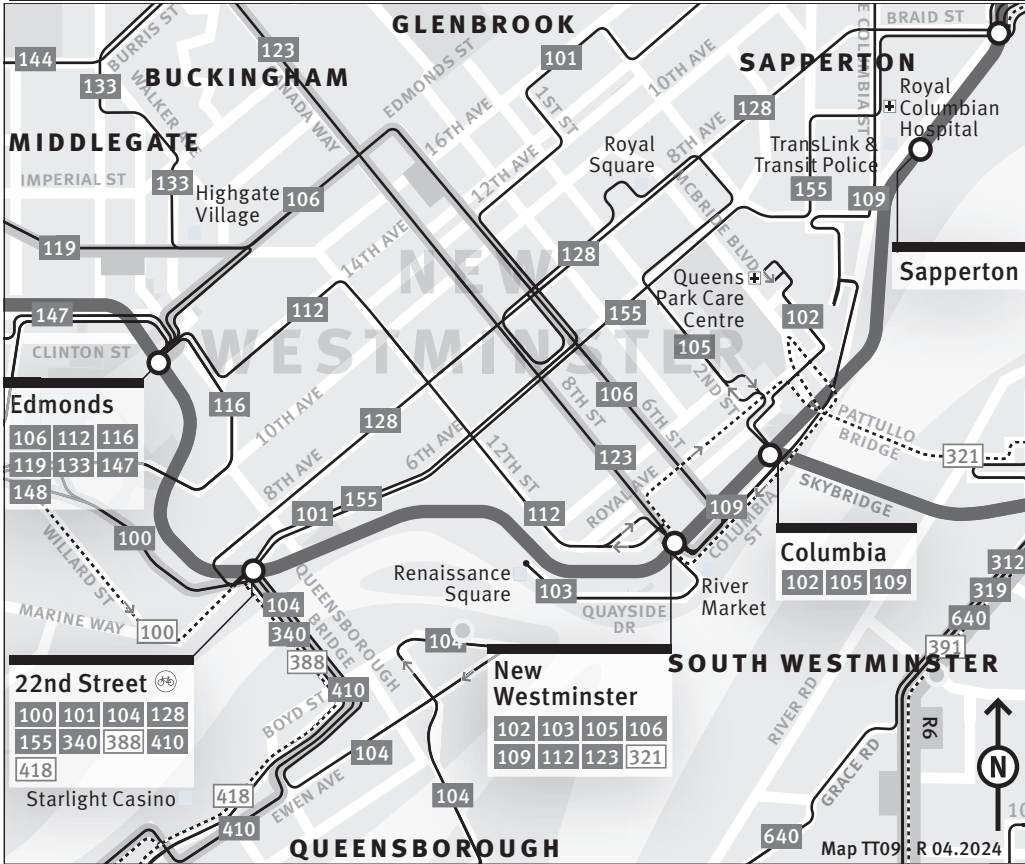 GLENBROOK
BRAID ST
144
BURRIS ST
123
101
E COLUMBIA ST
BUCKINGHAM
EDMONDS ST
10TH AVE
SAPPERTON
133
WALKER AVE
CANADA WAY
16TH AVE
1ST ST
128
Royal
Columbian
Hospital
MIDDLEGATE
12TH AVE
Royal
Square
8TH AVE
TransLink &
Transit Police
IMPERIAL ST
133
Highgate
Village
106
MCBRIDE BLVD
155
109
119
14TH AVE
128
NEW
WESTMINSTER
Queens
Park Care
Centre
Sapperton
147
112
155
102
CLINTON ST
105
Edmonds
106 112 116
119 133 147
148
116
10TH AVE
128
8TH ST
106
6TH ST
2ND ST
PATTULLO
BRIDGE
321
8TH AVE
6TH AVE
12TH ST
123
SKYBRIDGE
100
101
155
112
ROYAL AVE
109
COLUMBIA
ST
Columbia
102 105 109
WILLARD ST
Renaissance
Square
103
River
Market
312
319
MARINE WAY
100
104
QUEENSBOROUGH
BRIDGE
QUAYSIDE
DR
640
340
104
391
388
SOUTH WESTMINSTER
22nd Street
100 101 104 128
155 340 388 410
418
410
New
Westminster
102 103 105 106
109 112 123 321
BOYD ST
RIVER RD
R6
104
GRACE RD
N
Starlight Casino
418
EWEN AVE
104
10
410
640
QUEENSBOROUGH
Map TT09 R 04.2024